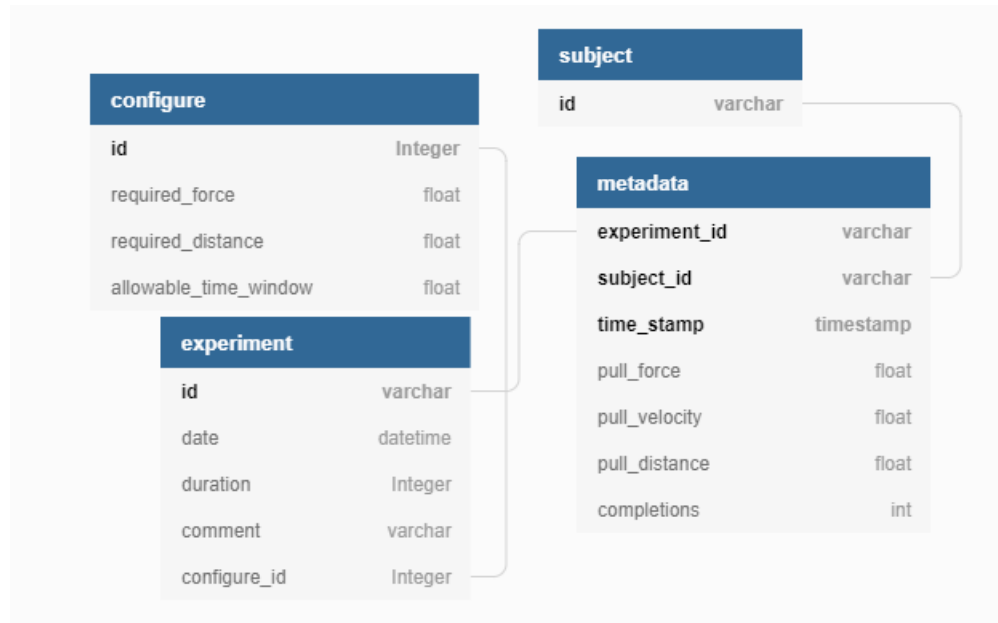 configure
id Integer
required_force float
required_distance float
allowable_time_window float
experiment
id varchar
date datetime
duration Integer
comment varchar
configure_id Integer
subject
id varchar
metadata
experiment_id varchar
subject_id varchar
time_stamp timestamp
pull_force float
pull_velocity float
pull_distance float
completions int